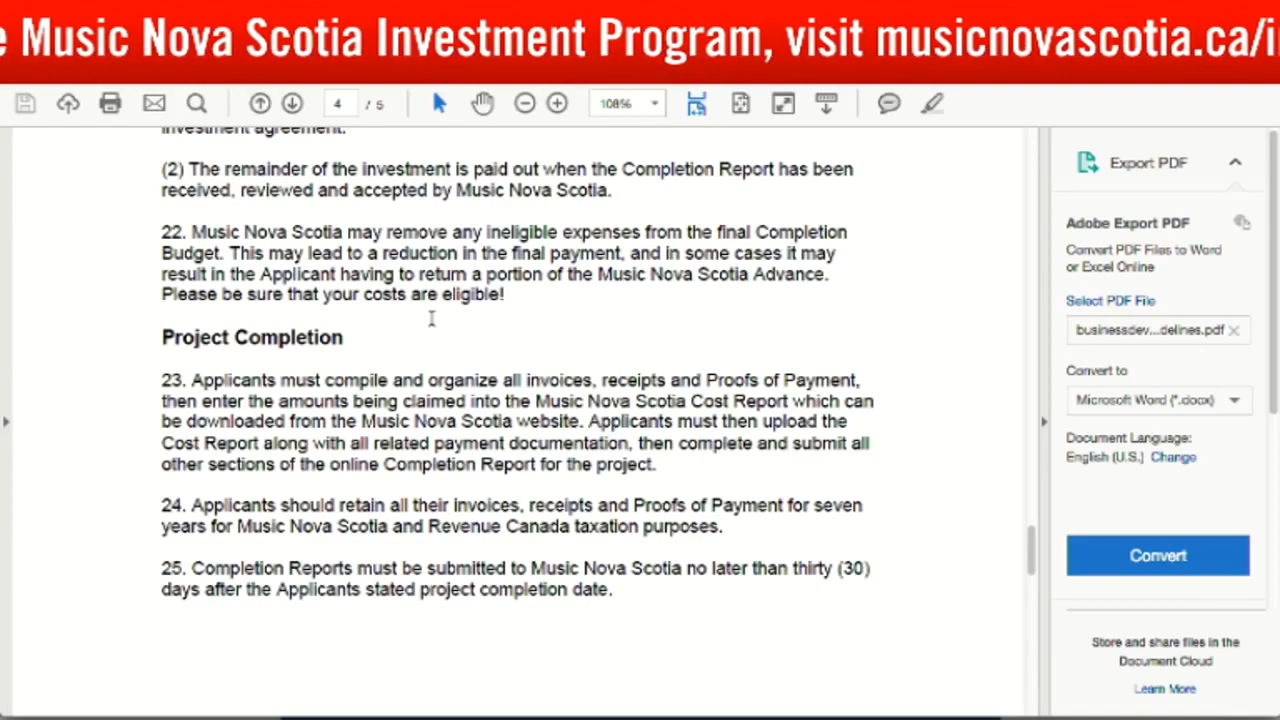 e Music Nova Scotia Investment Program, visit musicnovascotia.ca/i
4 / 5
108%
investment agreement.
(2) The remainder of the investment is paid out when the Completion Report has been
received, reviewed and accepted by Music Nova Scotia.
22. Music Nova Scotia may remove any ineligible expenses from the final Completion
Budget. This may lead to a reduction in the final payment, and in some cases it may
result in the Applicant having to return a portion of the Music Nova Scotia Advance.
Please be sure that your costs are eligible!
Project Completion
23. Applicants must compile and organize all invoices, receipts and Proofs of Payment,
then enter the amounts being claimed into the Music Nova Scotia Cost Report which can
be downloaded from the Music Nova Scotia website. Applicants must then upload the
Cost Report along with all related payment documentation, then complete and submit all
other sections of the online Completion Report for the project.
24. Applicants should retain all their invoices, receipts and Proofs of Payment for seven
years for Music Nova Scotia and Revenue Canada taxation purposes.
25. Completion Reports must be submitted to Music Nova Scotia no later than thirty (30)
days after the Applicants stated project completion date.
Export PDF
Adobe Export PDF
Convert PDF Files to Word
or Excel Online
Select PDF File
businessdev...delines.pdf
Convert to
Microsoft Word (*.docx)
Document Language:
English (U.S.) Change
Convert
Store and share files in the
Document Cloud
Learn More